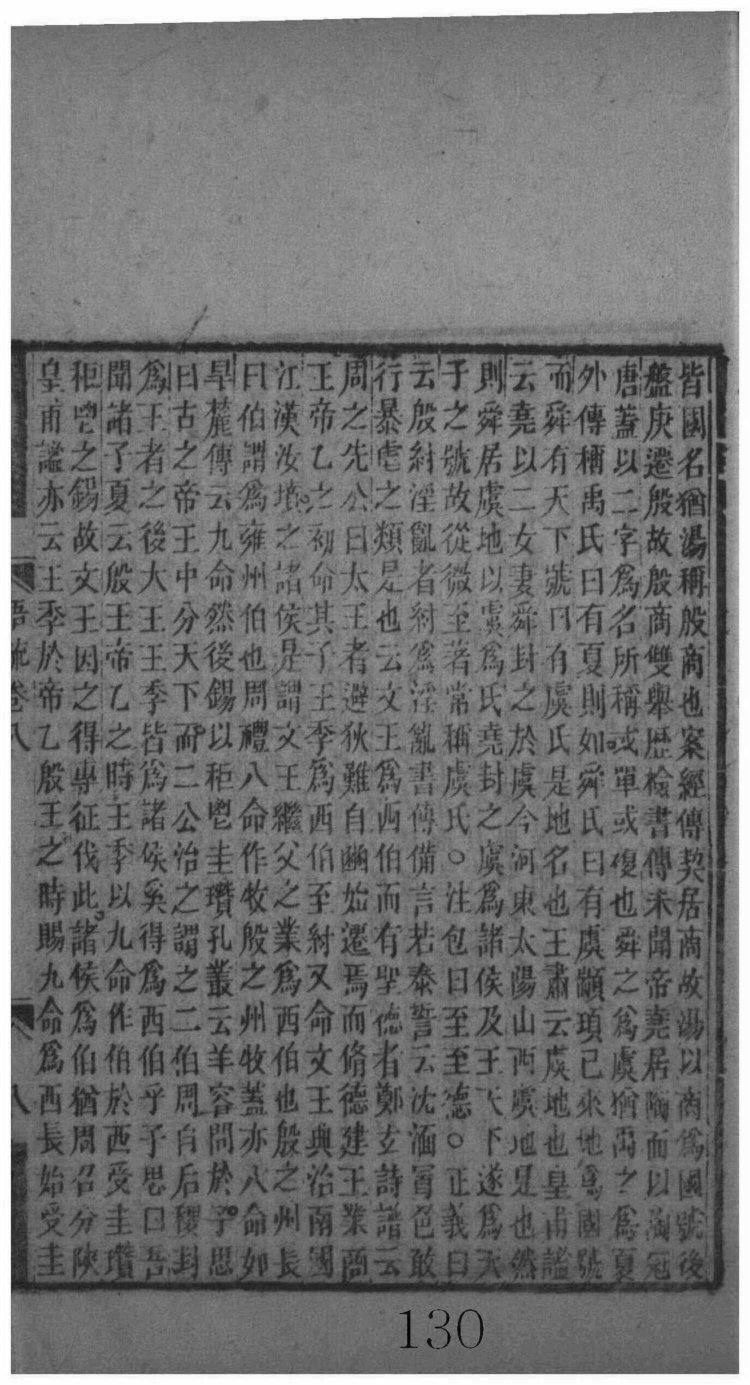 皆國名猶湯稱殷商也案經傳契居商故湯以商爲國號後
盤庚遷殷故殷商雙舉歷檢書傳未聞帝堯居陶而以陶冠
唐蓋以二字爲名所稱或單或複也舜之爲虞猶禹之爲夏
外傳稱禹氏曰有夏則如舜氏曰有虞顓頊已來地爲國號
而舜有天下號曰有虞氏是地名也王肅云虞地也皇甫謐
云堯以二女妻舜封之於虞今河東太陽山西虞地是也然
則舜居虞地以虞爲氏堯封之虞爲諸侯及王天下遂爲天
子之號故從微至著常稱虞氏○注包曰至至德○正義曰
云殷紂淫亂者紂爲淫亂書傳備言若泰誓云沈湎冒色敢
行暴虐之類是也云文王爲西伯而有聖德者鄭玄詩譜云
周之先公曰太王者避狄難自豳始遷焉而脩德建王業商
王帝乙之初命其子王季爲西伯至紂又命文王典治南國
江漢汝墳之諸侯是謂文王繼父之業爲西伯也殷之州長
曰伯謂爲雍州伯也周禮八命作牧殷之州牧蓋亦八命如
旱麓傳云九命然後錫以秬鬯圭瓚孔叢云羊容問於子思
曰古之帝王中分天下而二公治之謂之二伯周自后稷封
爲王者之後大王王季皆爲諸侯奚得爲西伯乎子思曰吾
聞諸子夏云殷王帝乙之時王季以九命作伯於西受圭瓚
秬鬯之錫故文王因之得專征伐此諸侯爲伯猶周召分陝
皇甫謐亦云王季於帝乙殷王之時賜九命爲西長始受圭
語疏卷八
八
130